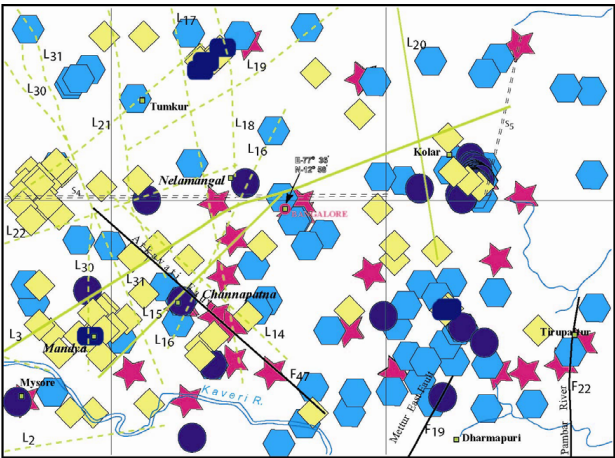 L17
L31
L20
L30
L19
L21
Tumkur
L18
S5
L16
Kolar
E-77° 35'
N-12° 58'
Nelamangal
S4
BANGALORE
L22
Arkavati
L30
L31
Channapatna
L15
L3
L16
L14
Mandya
Tirupattur
Mysore
F47
Kaveri R.
Mettur East Fault
F22
Pambar River
F19
L2
Dharmapuri